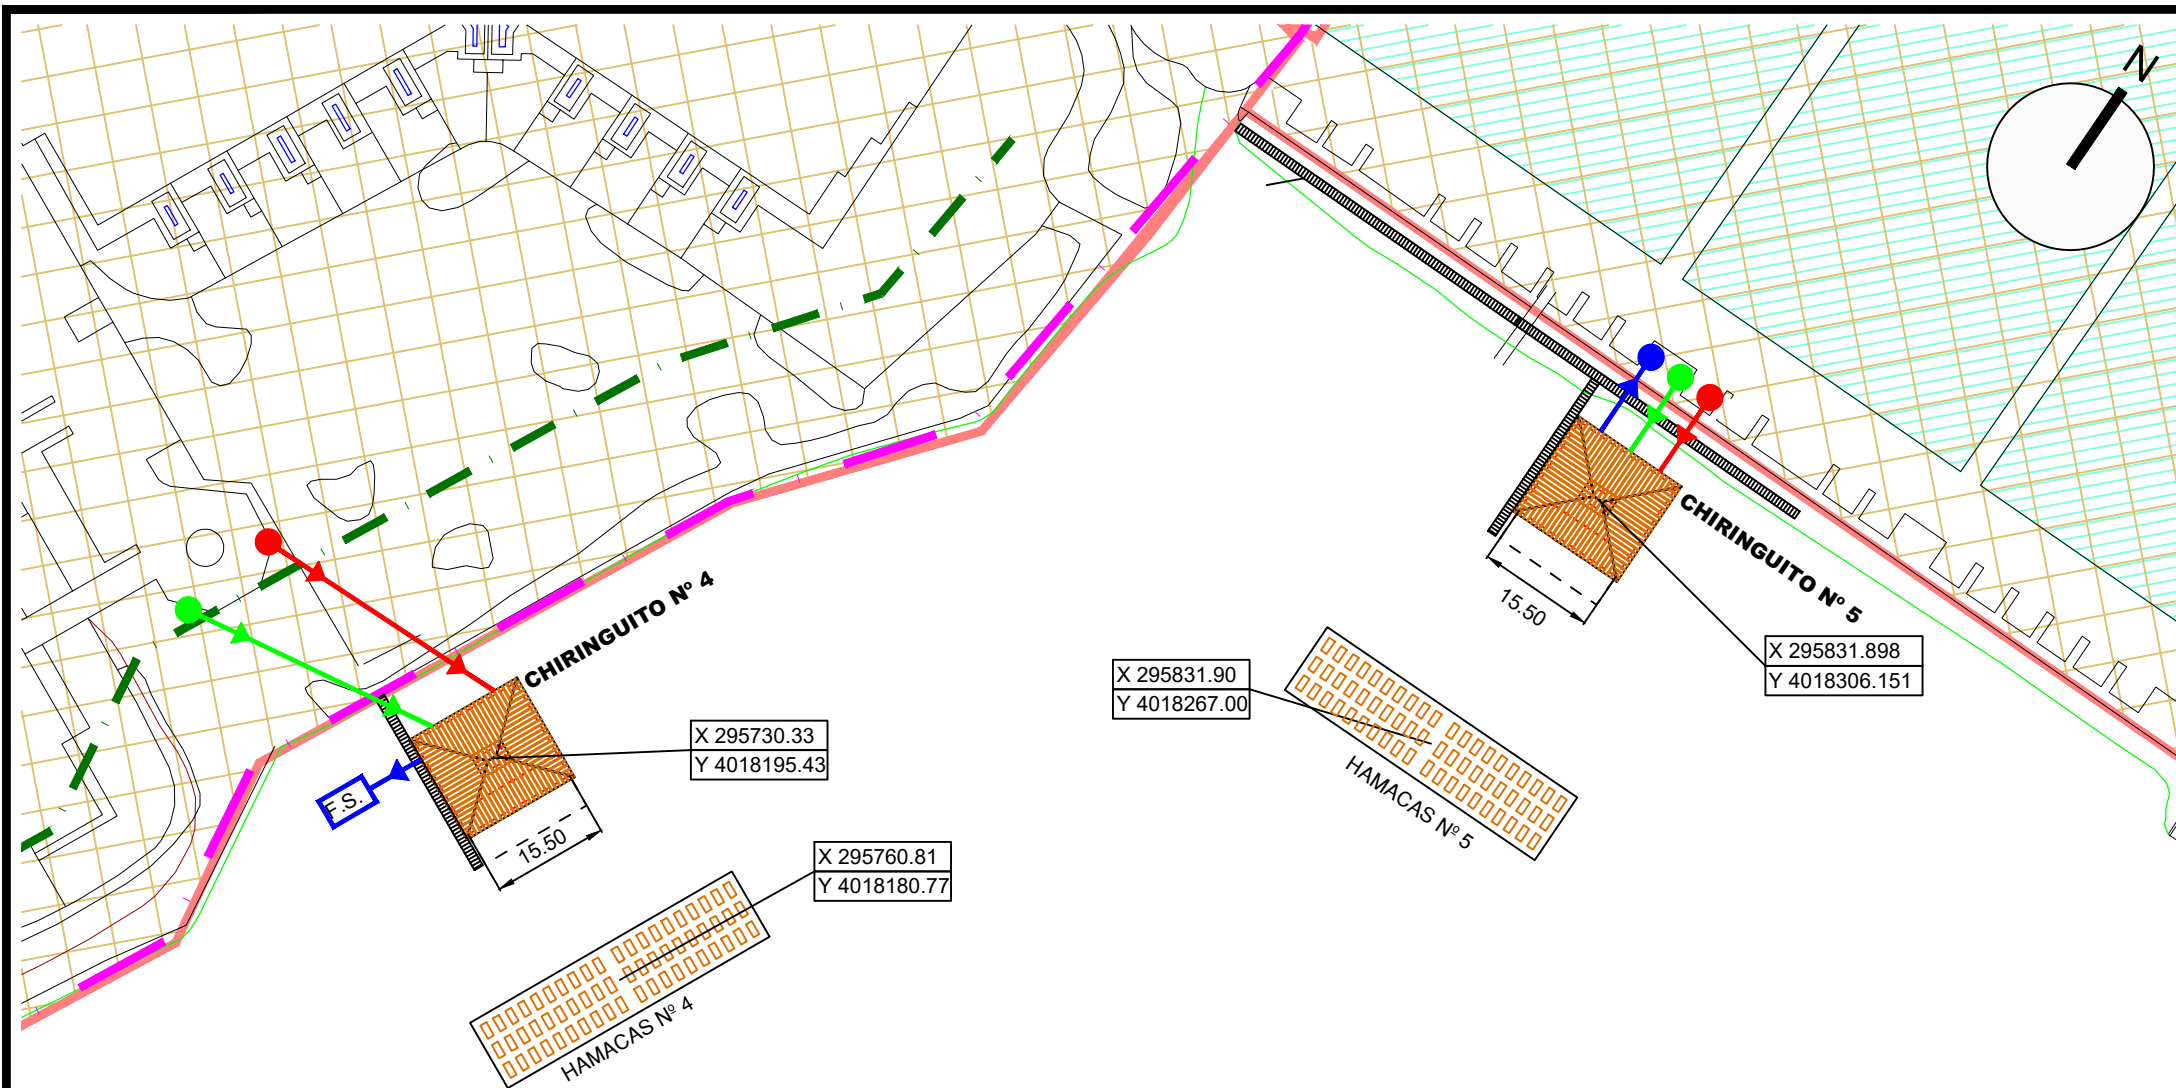 N
CHIRINGUITO Nº 4
CHIRINGUITO Nº 5
15.50
X 295831.898
Y 4018306.151
X 295831.90
Y 4018267.00
X 295730.33
Y 4018195.43
HAMACAS Nº 5
F.S.
15.50
X 295760.81
Y 4018180.77
HAMACAS Nº 4